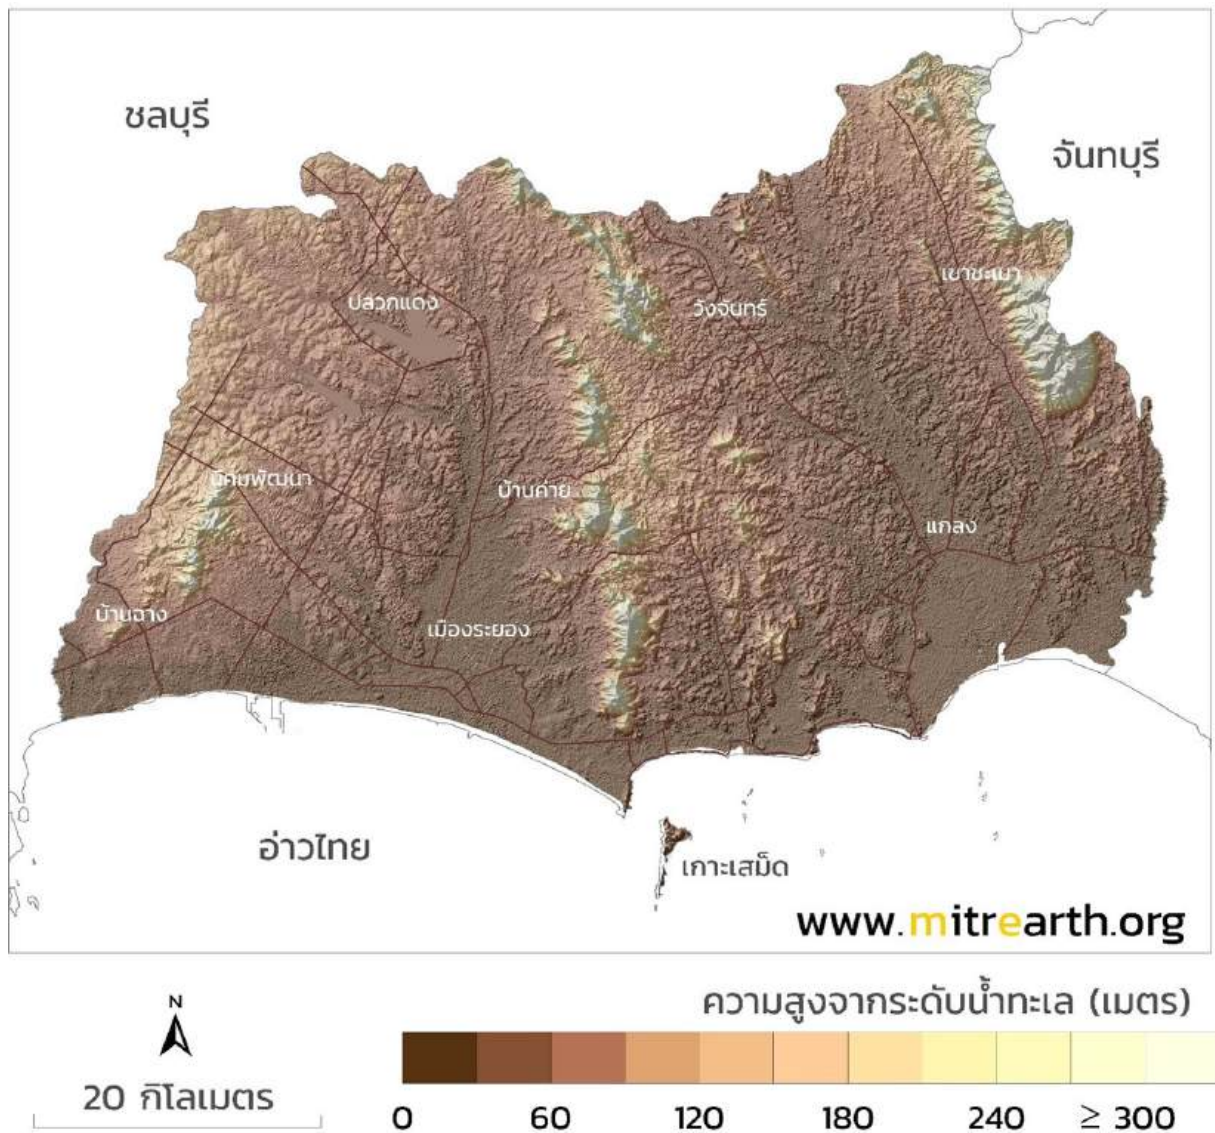 ชลบุรี
จันทบุรี
เขาชะเมา
ปลวกแดง
วังจันทร์
นิคมพัฒนา
บ้านค่าย
แกลง
บ้านฉาง
เมืองระยอง
อ่าวไทย
เกาะเสม็ด
www.mitrearth.org
N
ความสูงจากระดับน้ำทะเล (เมตร)
20 กิโลเมตร
0 60 120 180 240 ≥ 300